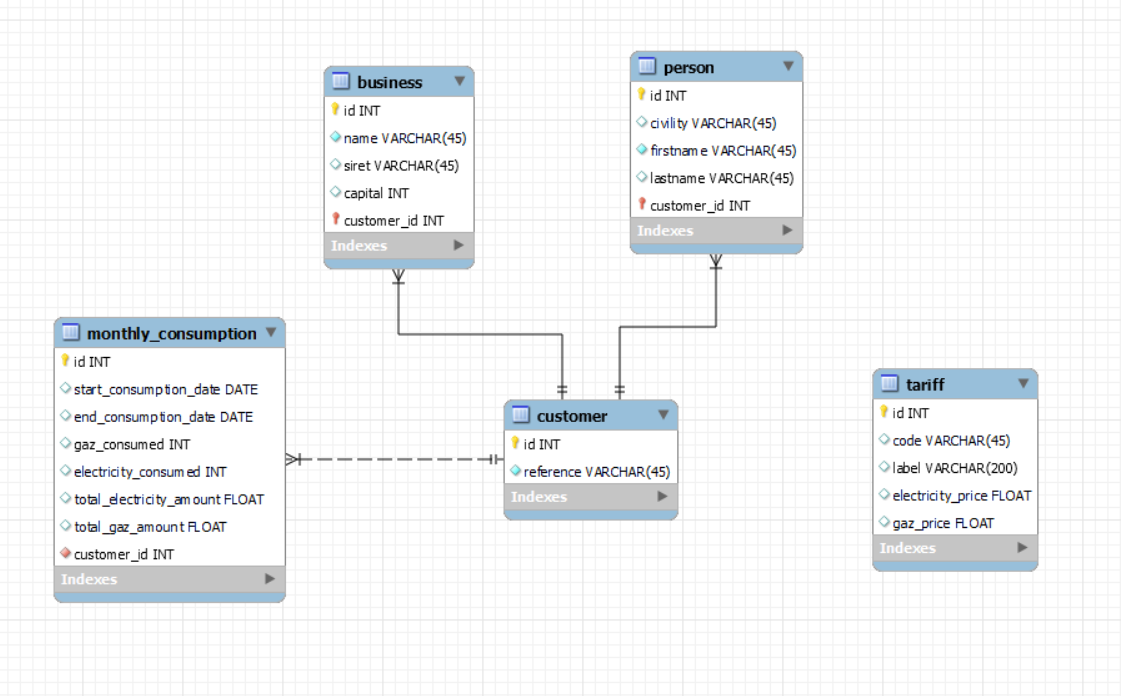 business
id INT
name VARCHAR(45)
siret VARCHAR(45)
capital INT
customer_id INT
Indexes
person
id INT
civility VARCHAR(45)
firstname VARCHAR(45)
lastname VARCHAR(45)
customer_id INT
Indexes
monthly_consumption
id INT
start_consumption_date DATE
end_consumption_date DATE
gaz_consumed INT
electricity_consumed INT
total_electricity_amount FLOAT
total_gaz_amount FLOAT
customer_id INT
Indexes
customer
id INT
reference VARCHAR(45)
Indexes
tariff
id INT
code VARCHAR(45)
label VARCHAR(200)
electricity_price FLOAT
gaz_price FLOAT
Indexes